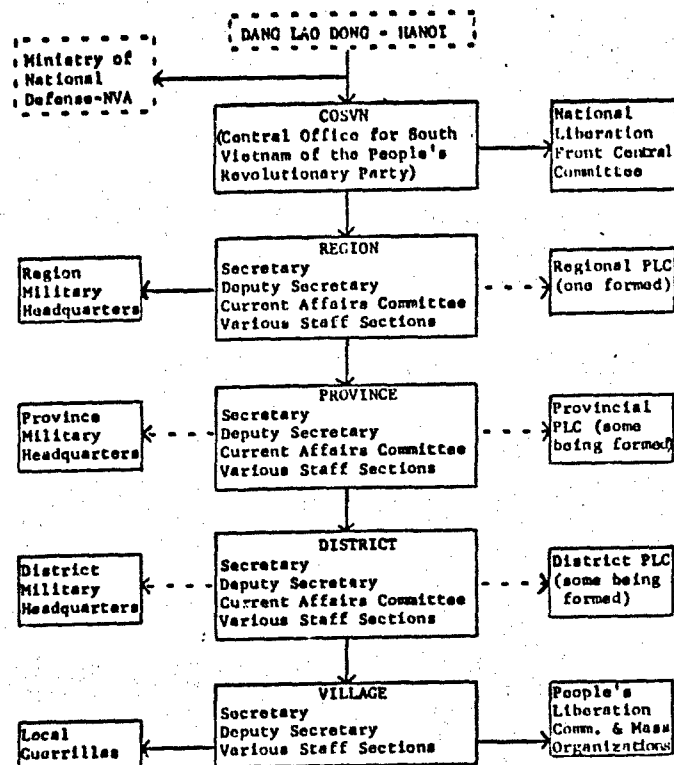 DANG LAO DONG - HANOI
Ministry of
National
Defense-NVA
COSVN
(Central Office for South
Vietnam of the People's
Revolutionary Party)
National
Liberation
Front Central
Committee
REGION
Secretary
Deputy Secretary
Current Affairs Committee
Various Staff Sections
Region
Military
Headquarters
Regional PLC
(one formed)
PROVINCE
Secretary
Deputy Secretary
Current Affairs Committee
Various Staff Sections
Province
Military
Headquarters
Provincial
PLC (some
being formed)
DISTRICT
Secretary
Deputy Secretary
Current Affairs Committee
Various Staff Sections
District
Military
Headquarters
District PLC
(some being
formed)
VILLAGE
Secretary
Deputy Secretary
Various Staff Sections
Local
Guerrillas
People's
Liberation
Comm. & Mass
Organizations